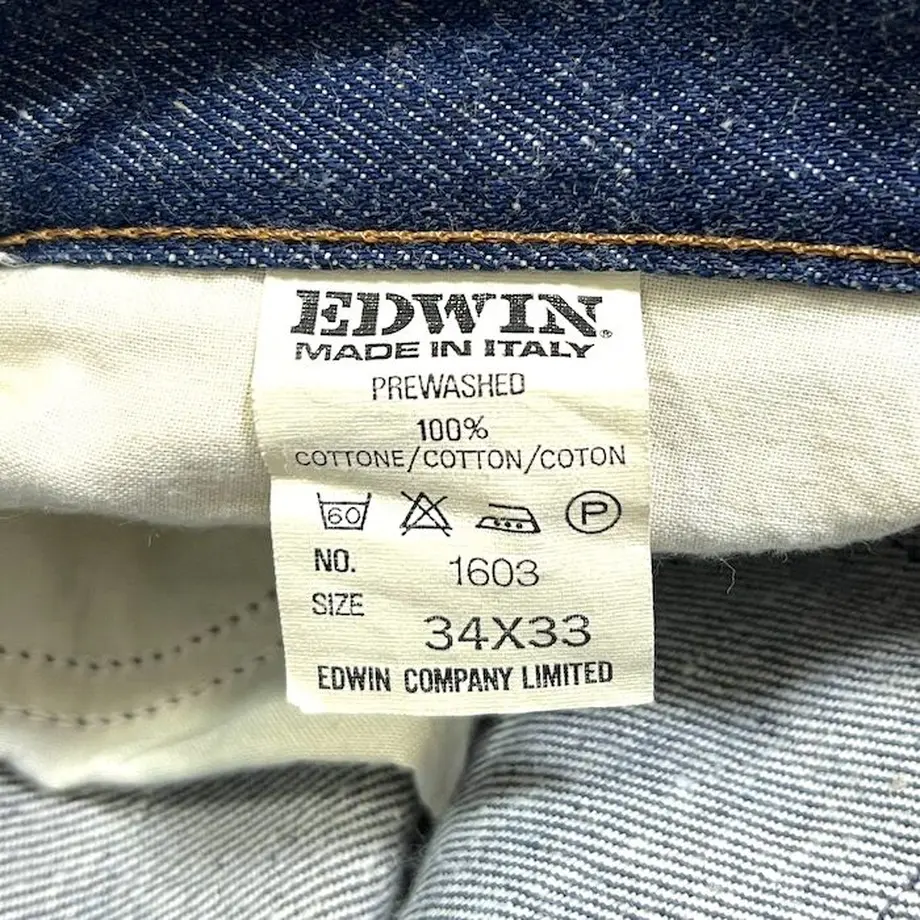 EDWIN®
MADE IN ITALY
PREWASHED
100%
COTTONE/COTTON/COTON
60 P
NO. 1603
SIZE 34X33
EDWIN COMPANY LIMITED